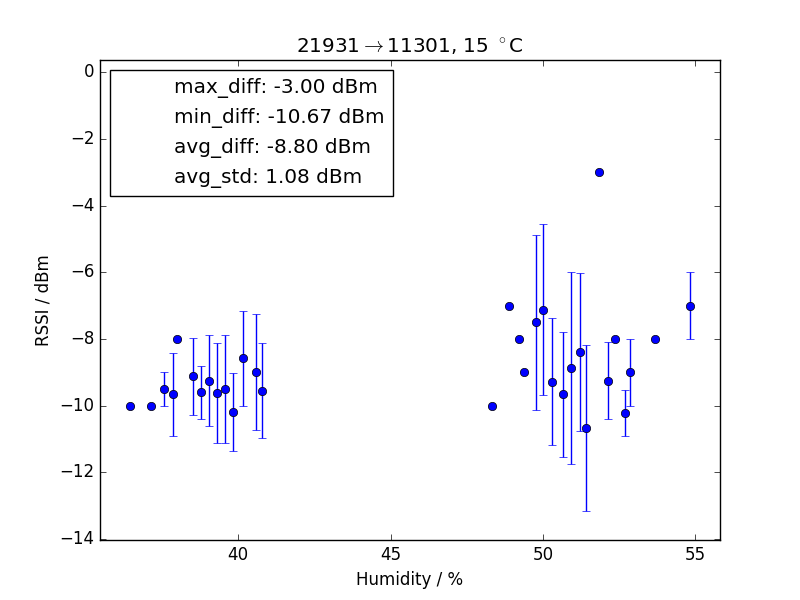 21931→11301, 15 °C
max_diff: -3.00 dBm
min_diff: -10.67 dBm
avg_diff: -8.80 dBm
avg_std: 1.08 dBm
RSSI / dBm
0
−2
−4
−6
−8
−10
−12
−14
40 45 50 55
Humidity / %